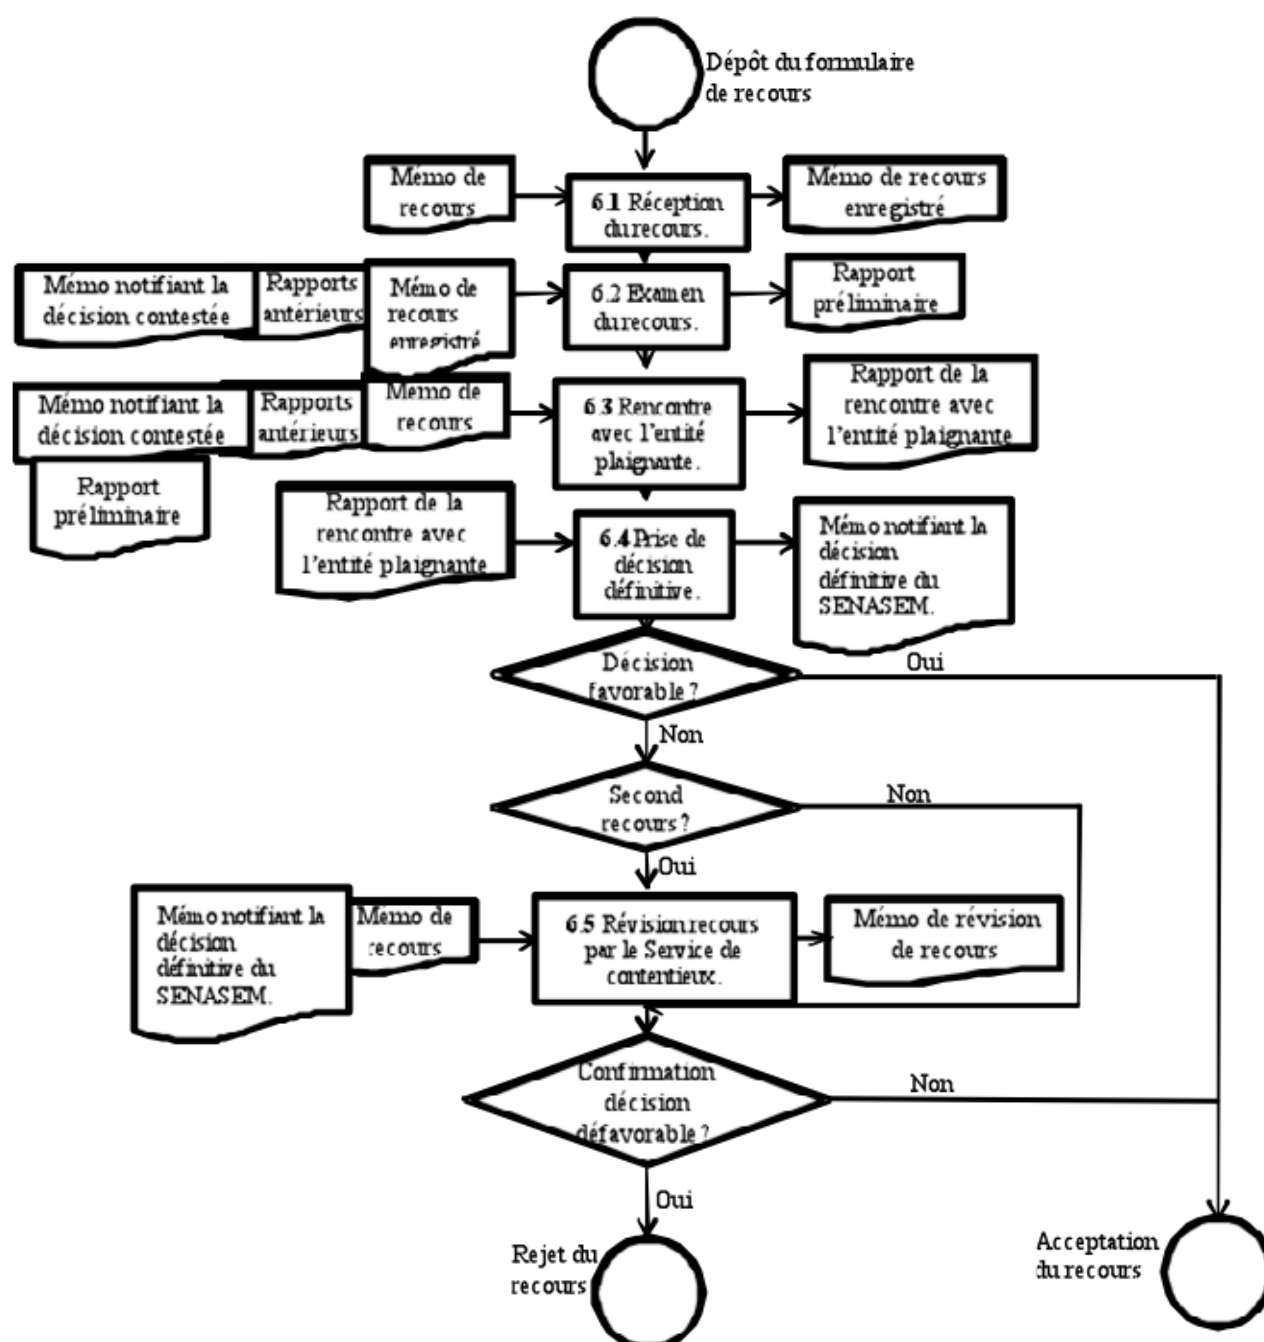 Dépôt du formulaire
de recours
Mémo de
recours
6.1 Réception
du recours.
Mémo de recours
enregistré
Mémo notifiant la
décision contestée
Rapports
antérieurs
Mémo de
recours
enregistré
6.2 Examen
du recours.
Rapport
préliminaire
Mémo notifiant la
décision contestée
Rapports
antérieurs
Mémo de
recours
6.3 Rencontre
avec l'entité
plaignante.
Rapport de la
rencontre avec
l'entité plaignante
Rapport
préliminaire
Rapport de la
rencontre avec
l'entité plaignante
6.4 Prise de
décision
définitive.
Mémo notifiant la
décision
définitive du
SENASEM.
Décision
favorable ?
Oui
Non
Second
recours ?
Non
Oui
Mémo notifiant la
décision
définitive du
SENASEM.
Mémo de
recours
6.5 Révision recours
par le Service de
contentieux.
Mémo de révision
de recours
Confirmation
décision
défavorable ?
Non
Oui
Rejet du
recours
Acceptation
du recours